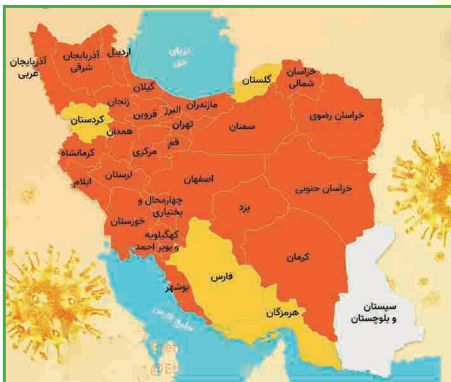 دریای
خزر
آذربایجان
غربی
آذربایجان
شرقی
اردبیل
گیلان
زنجان
کردستان
گلستان
خراسان
شمالی
مازندران
البرز
قزوین
تهران
همدان
سمنان
خراسان رضوی
قم
مرکزی
کرمانشاه
لرستان
ایلام
اصفهان
خراسان جنوبی
چهارمحال و
بختیاری
خوزستان
یزد
کهگیلویه
و بویر احمد
کرمان
فارس
بوشهر
هرمزگان
سیستان
و بلوچستان
خلیج فارس